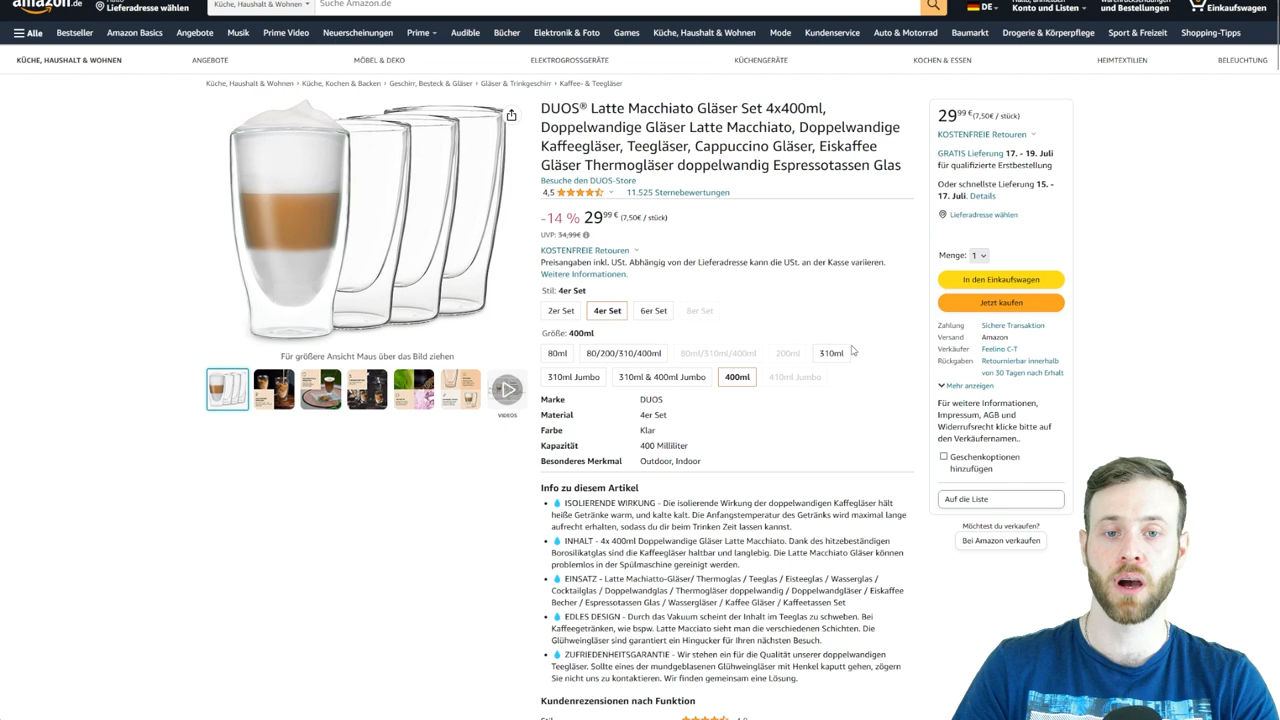 amazon.de
Hallo
Lieferadresse wählen
Küche, Haushalt & Wohnen
Suche Amazon.de
DE
Konto und Listen
Warenrücksendungen
und Bestellungen
0
Einkaufswagen
Alle
Bestseller
Amazon Basics
Angebote
Musik
Prime Video
Neuerscheinungen
Prime
Audible
Bücher
Elektronik & Foto
Games
Küche, Haushalt & Wohnen
Mode
Kundenservice
Auto & Motorrad
Baumarkt
Drogerie & Körperpflege
Sport & Freizeit
Shopping-Tipps
KÜCHE, HAUSHALT & WOHNEN
ANGEBOTE
MÖBEL & DEKO
ELEKTROGROSSGERÄTE
KÜCHENGERÄTE
KOCHEN & ESSEN
HEIMTEXTILIEN
BELEUCHTUNG
Küche, Haushalt & Wohnen › Küche, Kochen & Backen › Geschirr, Besteck & Gläser › Gläser & Trinkgeschirr › Kaffee- & Teegläser
Für größere Ansicht Maus über das Bild ziehen
VIDEOS
DUOS® Latte Macchiato Gläser Set 4x400ml,
Doppelwandige Gläser Latte Macchiato, Doppelwandige
Kaffeegläser, Teegläser, Cappuccino Gläser, Eiskaffee
Gläser Thermogläser doppelwandig Espressotassen Glas
Besuche den DUOS-Store
4,5
11.525 Sternebewertungen
-14 % 2999 € (7,50€ / stück)
UVP: 34,99€
KOSTENFREIE Retouren
Preisangaben inkl. USt. Abhängig von der Lieferadresse kann die USt. an der Kasse variieren.
Weitere Informationen.
Stil: 4er Set
2er Set
4er Set
6er Set
8er Set
Größe: 400ml
80ml
80/200/310/400ml
80ml/310ml/400ml
200ml
310ml
310ml Jumbo
310ml & 400ml Jumbo
400ml
410ml Jumbo
Marke DUOS
Material 4er Set
Farbe Klar
Kapazität 400 Milliliter
Besonderes Merkmal Outdoor, Indoor
Info zu diesem Artikel
• ISOLIERENDE WIRKUNG - Die isolierende Wirkung der doppelwandigen Kaffegläser hält
heiße Getränke warm, und kalte kalt. Die Anfangstemperatur des Getränks wird maximal lange
aufrecht erhalten, sodass du dir beim Trinken Zeit lassen kannst.
• INHALT - 4x 400ml Doppelwandige Gläser Latte Macchiato. Dank des hitzebeständigen
Borosilikatglas sind die Kaffeegläser haltbar und langlebig. Die Latte Macchiato Gläser können
problemlos in der Spülmaschine gereinigt werden.
• EINSATZ - Latte Machiatto-Gläser/ Thermoglas / Teeglas / Eisteeglas / Wasserglas /
Cocktailglas / Doppelwandglas / Thermogläser doppelwandig / Doppelwandgläser / Eiskaffee
Becher / Espressotassen Glas / Wassergläser / Kaffee Gläser / Kaffeetassen Set
• EDLES DESIGN - Durch das Vakuum scheint der Inhalt im Teeglas zu schweben. Bei
Kaffeegetränken, wie bspw. Latte Macciato sieht man die verschiedenen Schichten. Die
Glühweingläser sind garantiert ein Hingucker für Ihren nächsten Besuch.
• ZUFRIEDENHEITSGARANTIE - Wir stehen ein für die Qualität unserer doppelwandigen
Teegläser. Sollte eines der mundgeblasenen Glühweingläser mit Henkel kaputt gehen, zögern
Sie nicht uns zu kontaktieren. Wir finden gemeinsam eine Lösung.
Kundenrezensionen nach Funktion
2999 € (7,50€ / stück)
KOSTENFREIE Retouren
GRATIS Lieferung 17. - 19. Juli
für qualifizierte Erstbestellung
Oder schnellste Lieferung 15. -
17. Juli. Details
Lieferadresse wählen
Menge: 1
In den Einkaufswagen
Jetzt kaufen
Zahlung Sichere Transaktion
Versand Amazon
Verkäufer Feelino C-T
Rückgaben Retournierbar innerhalb
von 30 Tagen nach Erhalt
Mehr anzeigen
Für weitere Informationen,
Impressum, AGB und
Widerrufsrecht klicke bitte auf
den Verkäufernamen..
Geschenkoptionen
hinzufügen
Auf die Liste
Möchtest du verkaufen?
Bei Amazon verkaufen